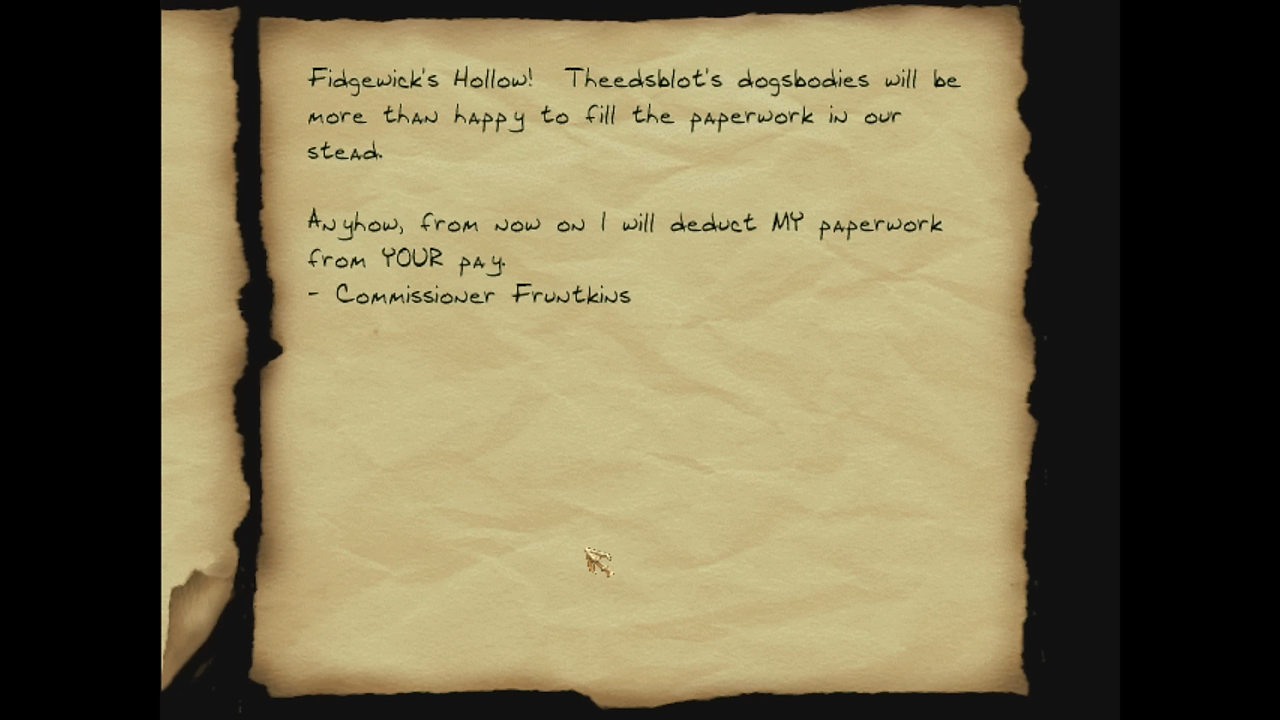 Fidgewick's Hollow! Theedsblot's dogsbodies will be
more than happy to fill the paperwork in our
stead.
Anyhow, from now on I will deduct MY paperwork
from YOUR pay.
- Commissioner Fruntkins